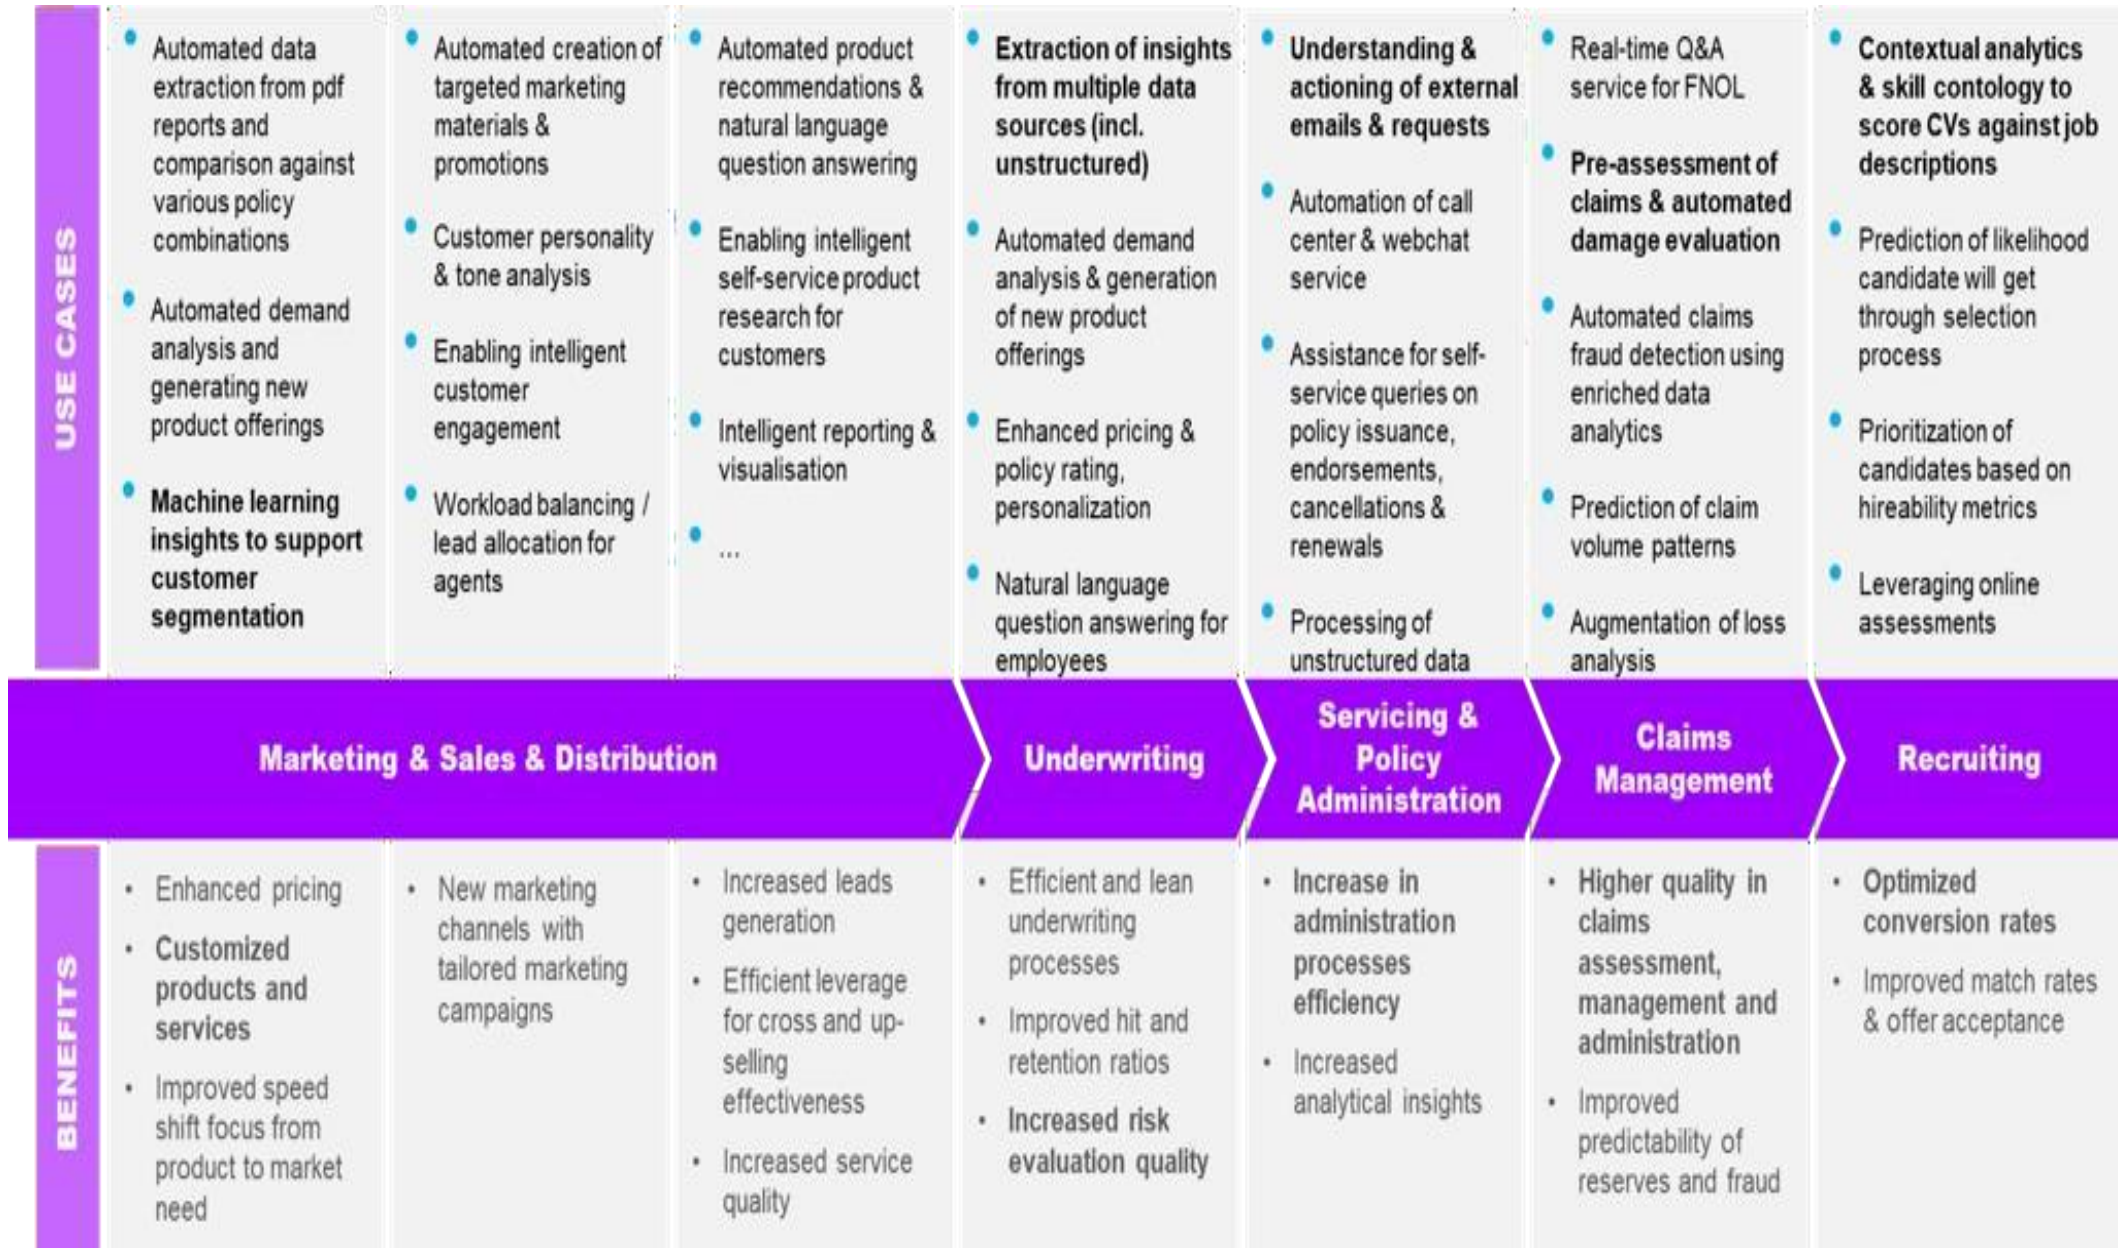 USE CASES
Automated data
extraction from pdf
reports and
comparison against
various policy
combinations
Automated demand
analysis and
generating new
product offerings
Machine learning
insights to support
customer
segmentation
Automated creation of
targeted marketing
materials &
promotions
Customer personality
& tone analysis
Enabling intelligent
customer
engagement
Workload balancing /
lead allocation for
agents
Automated product
recommendations &
natural language
question answering
Enabling intelligent
self-service product
research for
customers
Intelligent reporting &
visualisation
...
Extraction of insights
from multiple data
sources (incl.
unstructured)
Automated demand
analysis & generation
of new product
offerings
Enhanced pricing &
policy rating,
personalization
Natural language
question answering for
employees
Understanding &
actioning of external
emails & requests
Automation of call
center & webchat
service
Assistance for self-
service queries on
policy issuance,
endorsements,
cancellations &
renewals
Processing of
unstructured data
Real-time Q&A
service for FNOL
Pre-assessment of
claims & automated
damage evaluation
Automated claims
fraud detection using
enriched data
analytics
Prediction of claim
volume patterns
Augmentation of loss
analysis
Contextual analytics
& skill contology to
score CVs against job
descriptions
Prediction of likelihood
candidate will get
through selection
process
Prioritization of
candidates based on
hireability metrics
Leveraging online
assessments
Marketing & Sales & Distribution
Underwriting
Servicing &
Policy
Administration
Claims
Management
Recruiting
BENEFITS
Enhanced pricing
Customized
products and
services
Improved speed
shift focus from
product to market
need
New marketing
channels with
tailored marketing
campaigns
Increased leads
generation
Efficient leverage
for cross and up-
selling
effectiveness
Increased service
quality
Efficient and lean
underwriting
processes
Improved hit and
retention ratios
Increased risk
evaluation quality
Increase in
administration
processes
efficiency
Increased
analytical insights
Higher quality in
claims
assessment,
management and
administration
Improved
predictability of
reserves and fraud
Optimized
conversion rates
Improved match rates
& offer acceptance